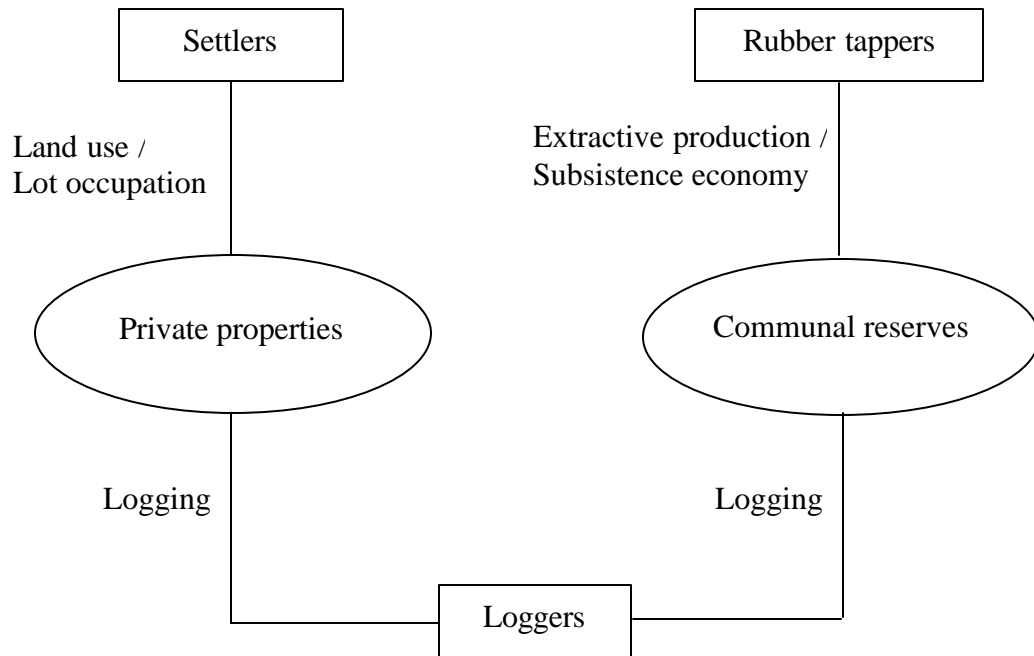 Settlers
Rubber tappers
Land use /
Lot occupation
Extractive production /
Subsistence economy
Private properties
Communal reserves
Logging
Logging
Loggers